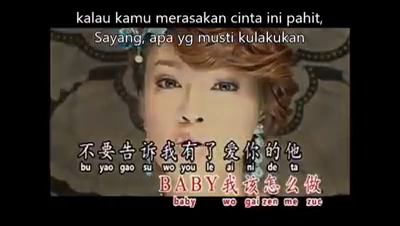 kalau kamu merasakan cinta ini pahit,
Sayang, apa yg musti kulakukan
不要告诉我有了爱你的他
bu yao gao su wo you le ai ni de ta
BABY我该怎么做
baby wo gai zen me zuo